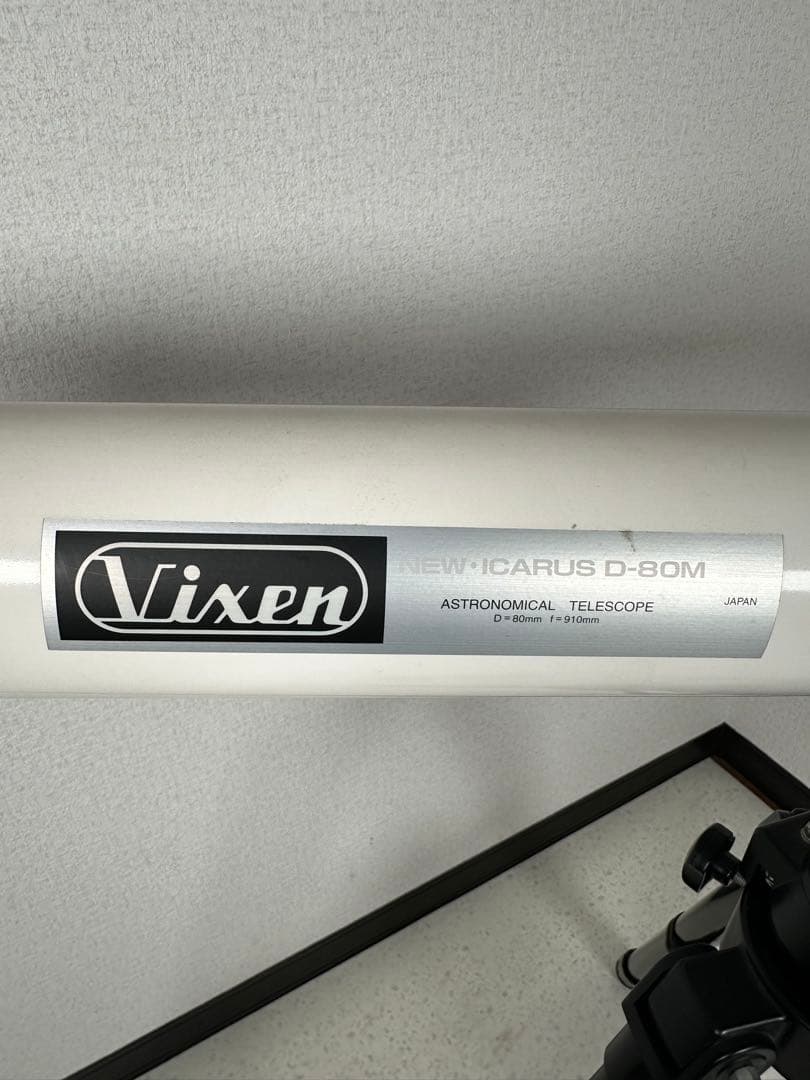 Vixen
NEW·ICARUS D-80M
ASTRONOMICAL TELESCOPE
D=80mm f=910mm
JAPAN